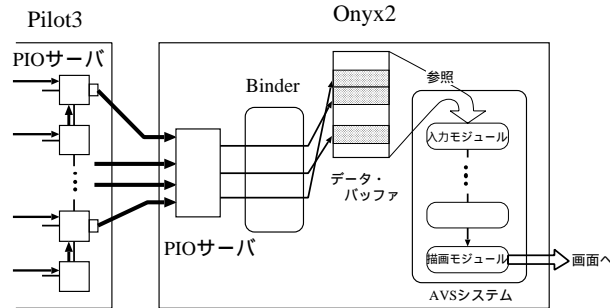 Pilot3
Onyx2
PIOサーバ
Binder
参照
入力モジュール
データ・
バッファ
PIOサーバ
描画モジュール
画面へ
AVSシステム